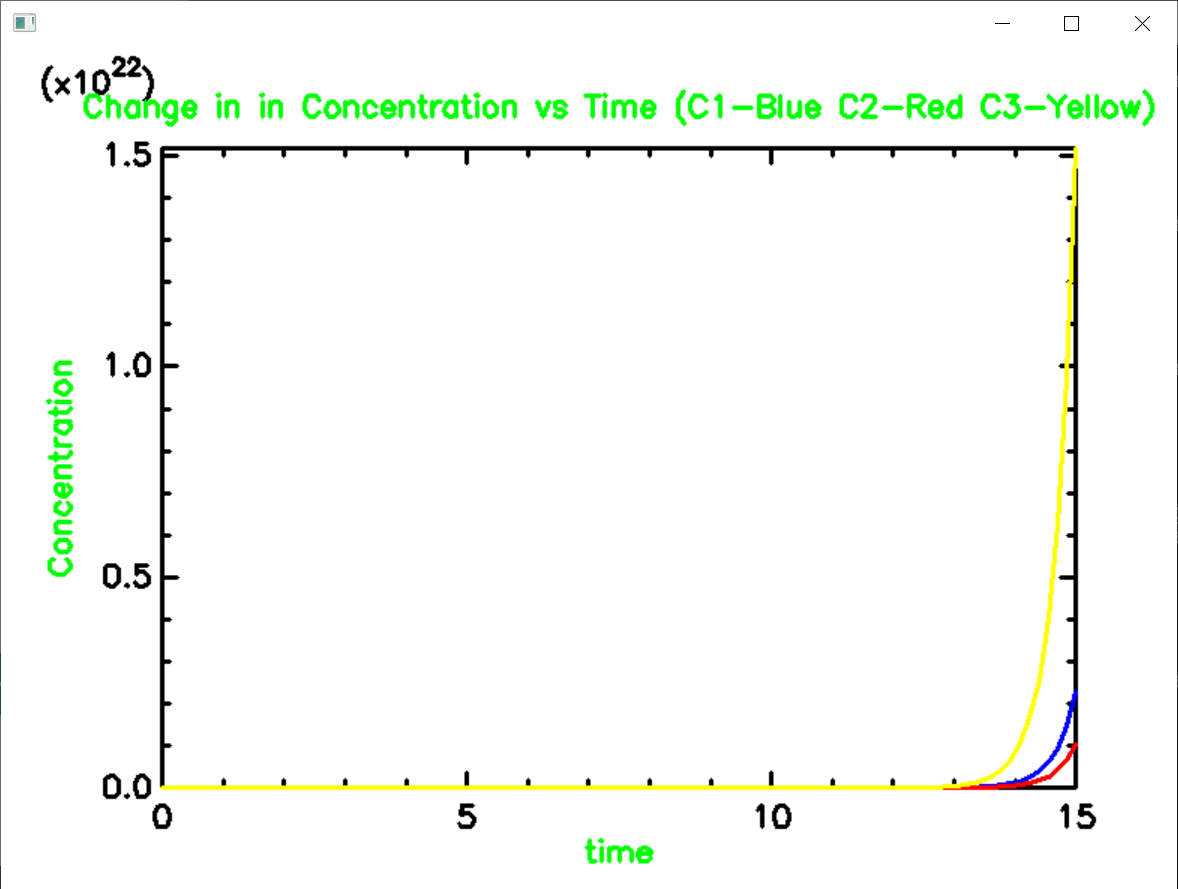 (×10²²)
Change in in Concentration vs Time (C1-Blue C2-Red C3-Yellow)
1.5
1.0
0.5
0.0
Concentration
0 5 10 15
time